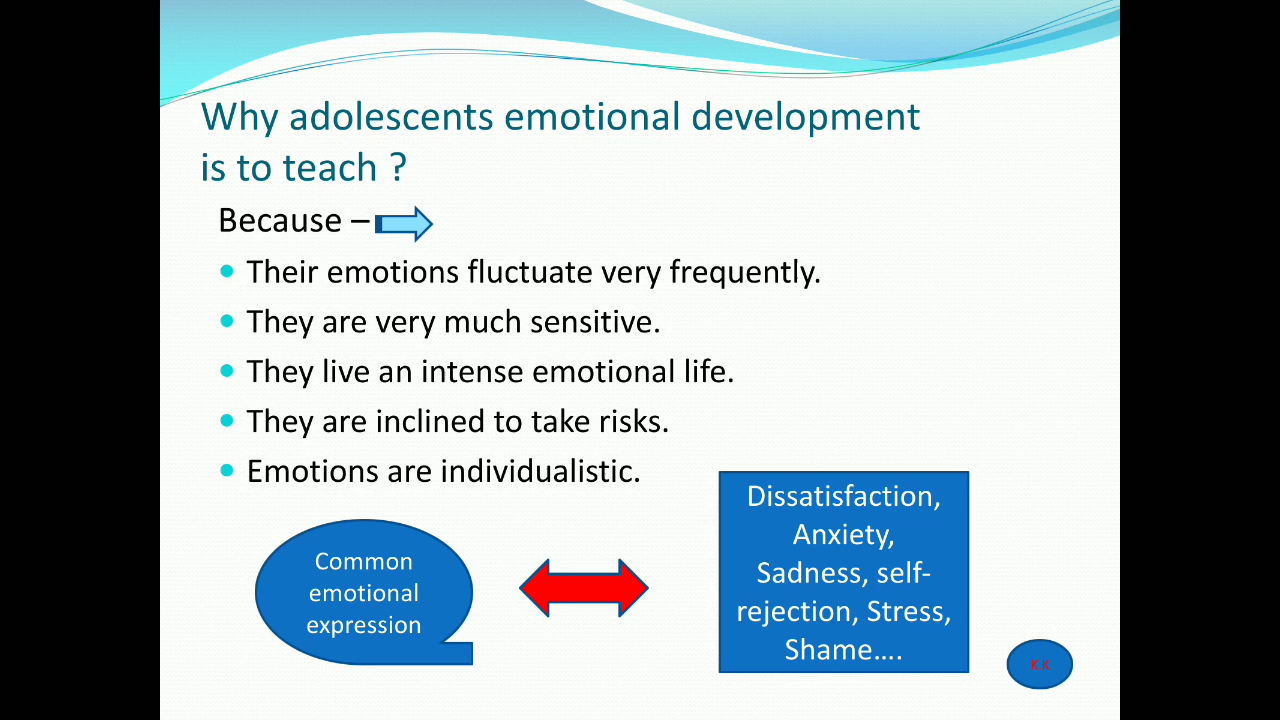 Why adolescents emotional development
is to teach ?
Because –
Their emotions fluctuate very frequently.
They are very much sensitive.
They live an intense emotional life.
They are inclined to take risks.
Emotions are individualistic.
Common
emotional
expression
Dissatisfaction,
Anxiety,
Sadness, self-
rejection, Stress,
Shame….
K.K